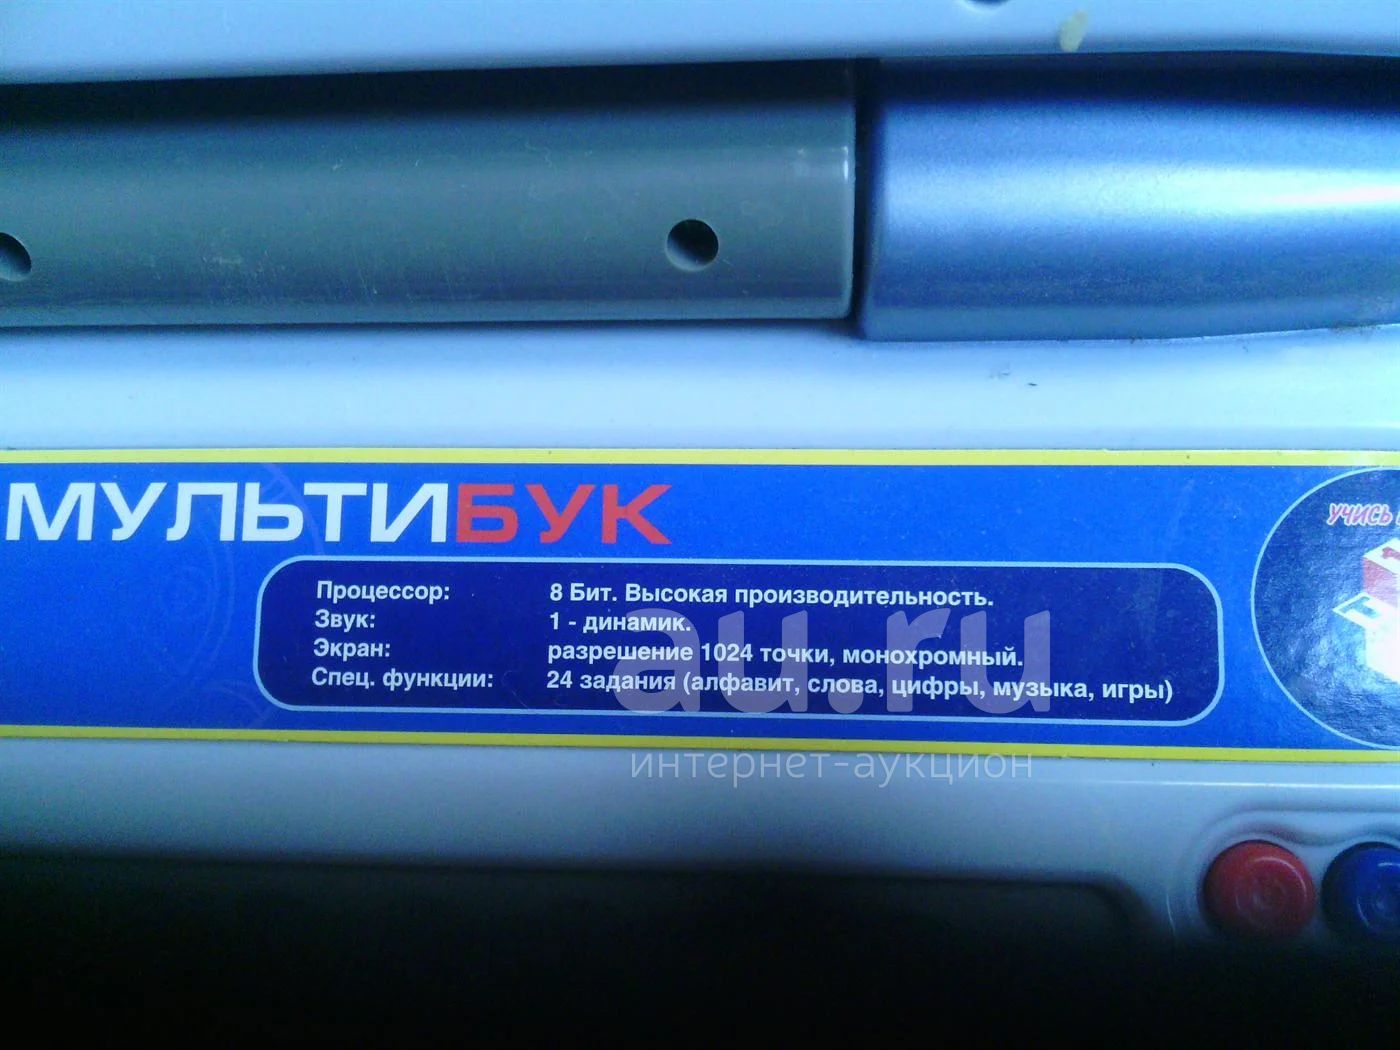 МУЛЬТИБУК
УЧИСЬ
Процессор: 8 Бит. Высокая производительность.
Звук: 1 - динамик.
Экран: разрешение 1024 точки, монохромный.
Спец. функции: 24 задания (алфавит, слова, цифры, музыка, игры)
au.ru
интернет-аукцион